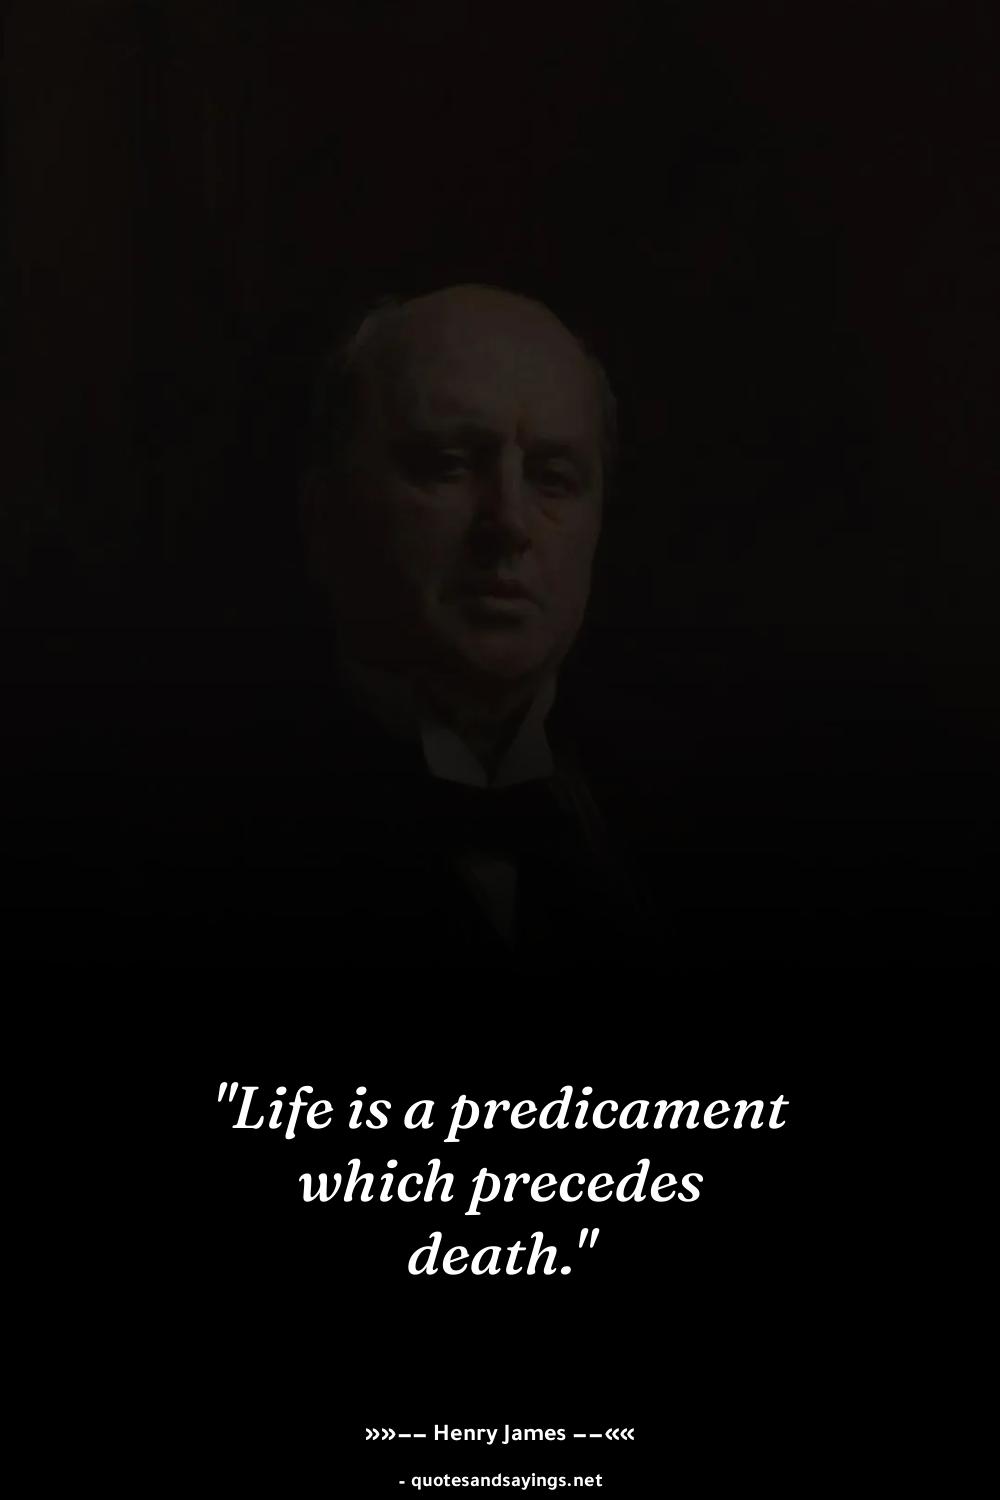 "Life is a predicament
which precedes
death."
»»−− Henry James −−««
- quotesandsayings.net